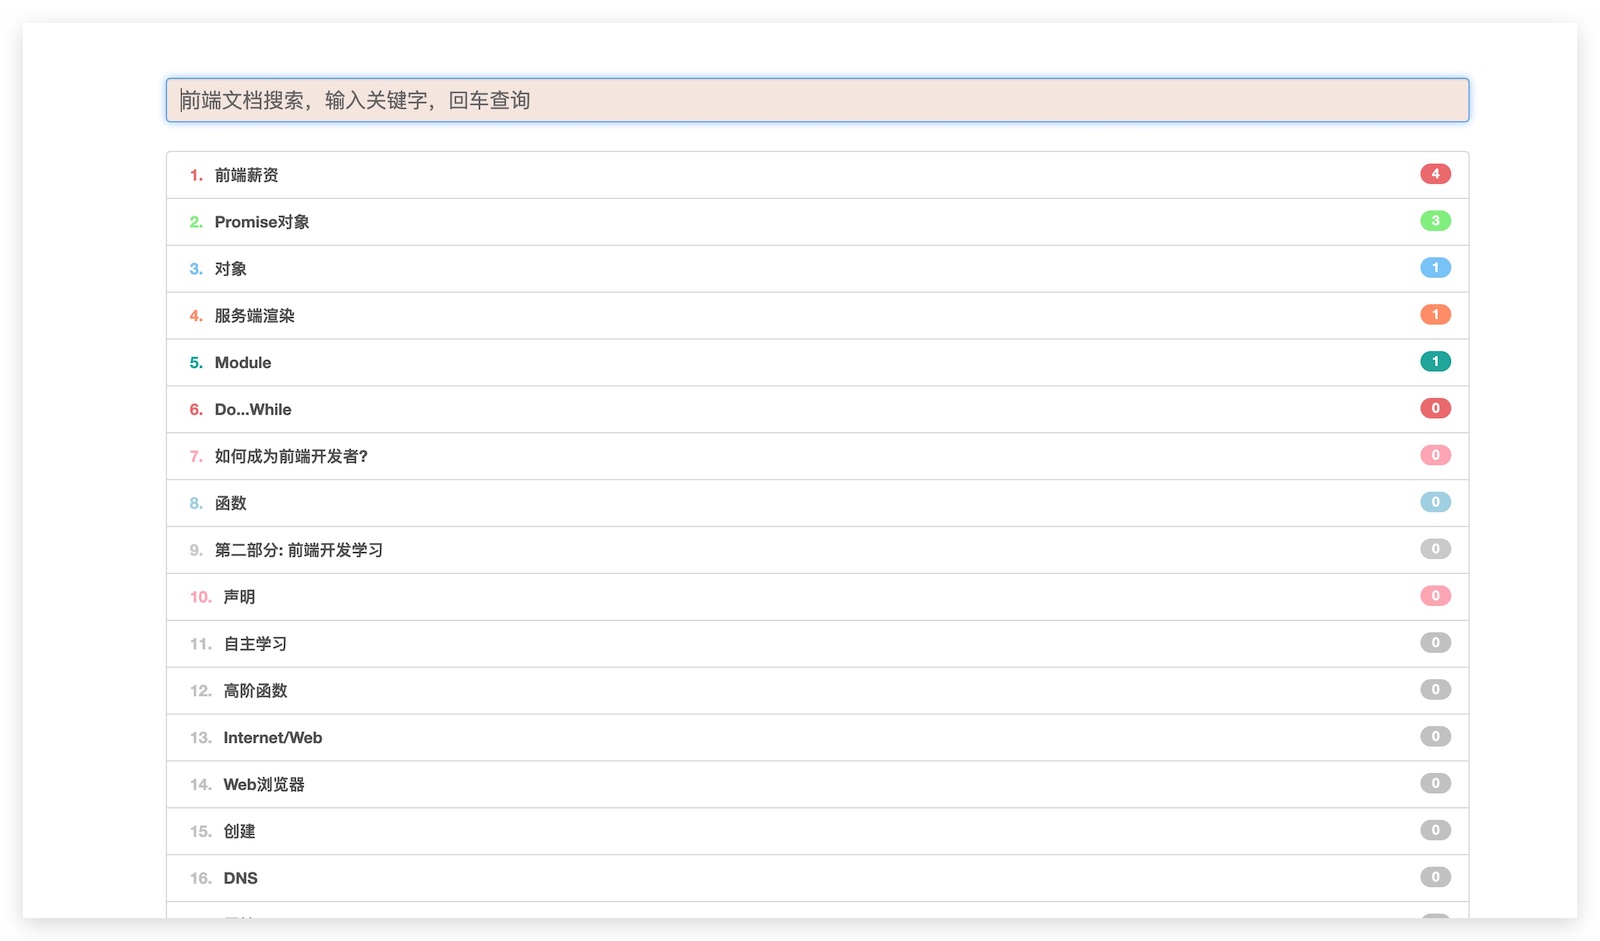 前端文档搜索，输入关键字，回车查询
1. 前端薪资 4
2. Promise对象 3
3. 对象 1
4. 服务端渲染 1
5. Module 1
6. Do...While 0
7. 如何成为前端开发者? 0
8. 函数 0
9. 第二部分: 前端开发学习 0
10. 声明 0
11. 自主学习 0
12. 高阶函数 0
13. Internet/Web 0
14. Web浏览器 0
15. 创建 0
16. DNS 0